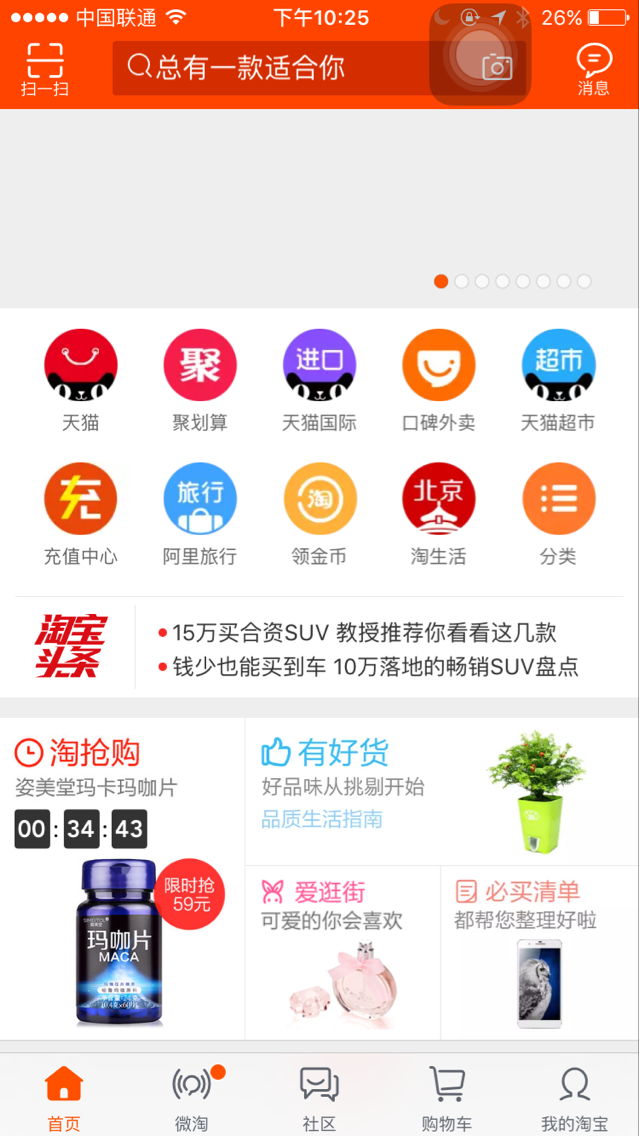 中国联通 下午10:25 26%
总有一款适合你
扫一扫 消息
聚 进口 超市
天猫 聚划算 天猫国际 口碑外卖 天猫超市
充 旅行 淘 北京
充值中心 阿里旅行 领金币 淘生活 分类
淘宝
头条
15万买合资SUV 教授推荐你看看这几款
钱少也能买到车 10万落地的畅销SUV盘点
淘抢购
姿美堂玛卡玛咖片
00:34:43
限时抢
59元
玛咖片
MACA
有好货
好品味从挑剔开始
品质生活指南
爱逛街
可爱的你会喜欢
必买清单
都帮您整理好啦
首页 微淘 社区 购物车 我的淘宝